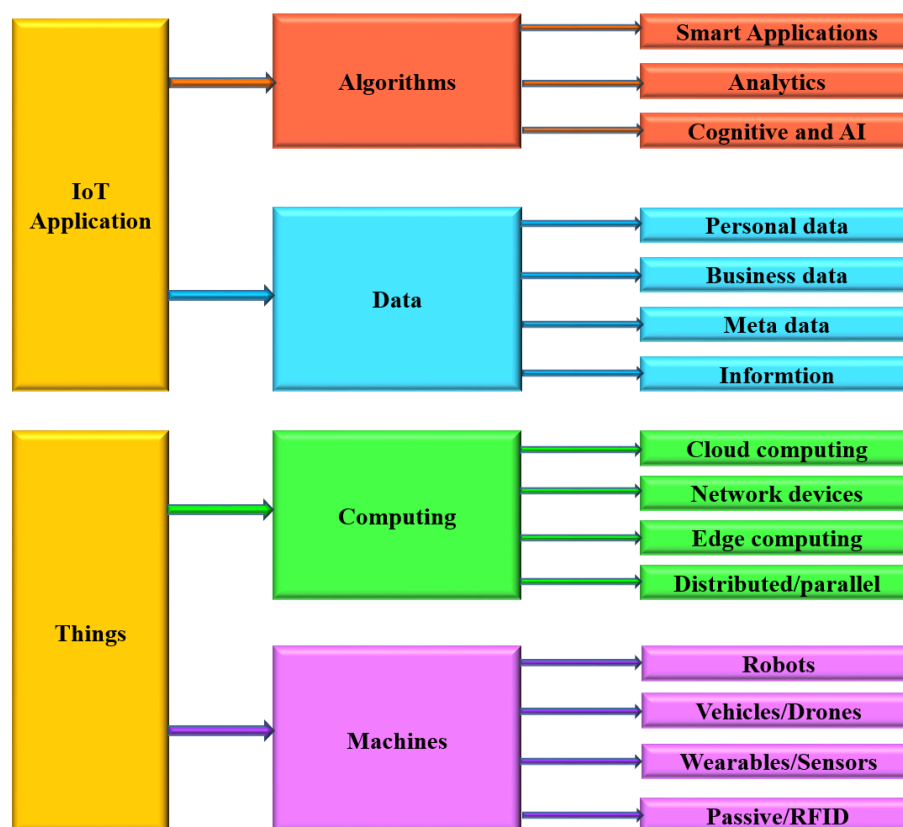 IoT
Application
Algorithms
Smart Applications
Analytics
Cognitive and AI
Data
Personal data
Business data
Meta data
Informtion
Things
Computing
Cloud computing
Network devices
Edge computing
Distributed/parallel
Machines
Robots
Vehicles/Drones
Wearables/Sensors
Passive/RFID